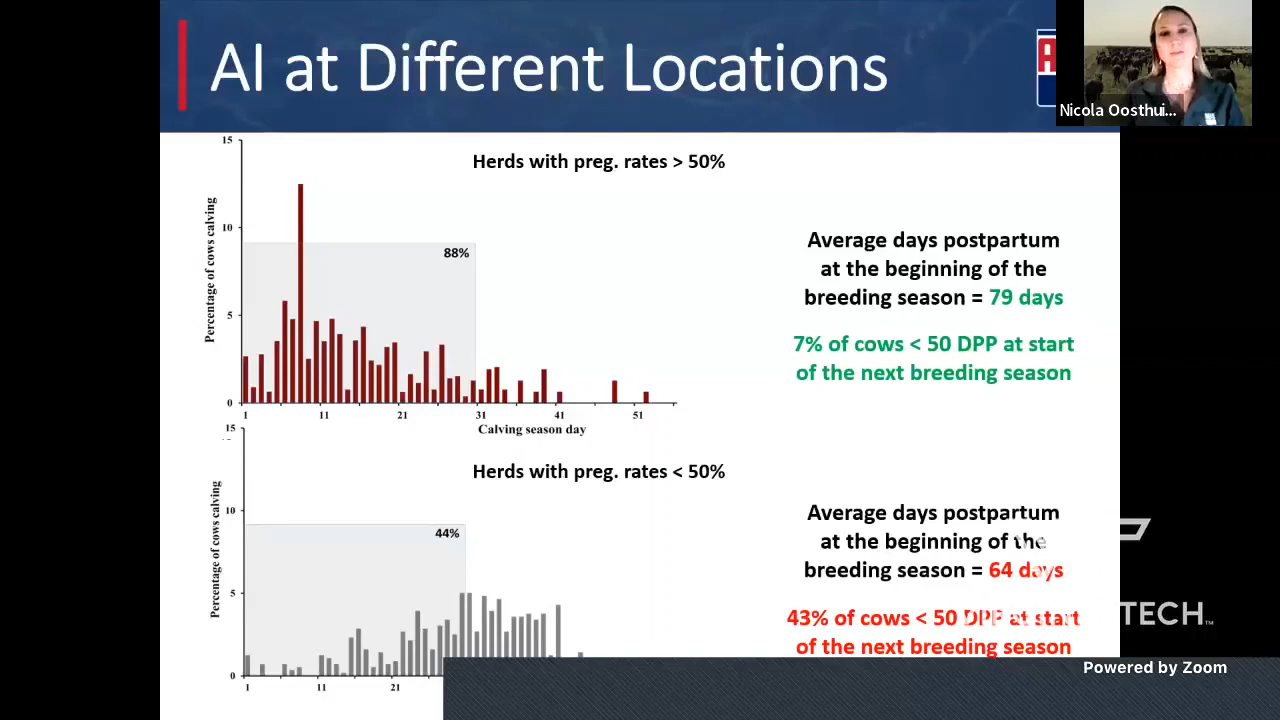 AI at Different Locations
A
Nicola Oosthui...
Herds with preg. rates > 50%
Percentage of cows calving
15
10
5
0
88%
1 11 21 31 41 51
Calving season day
Average days postpartum
at the beginning of the
breeding season = 79 days
7% of cows < 50 DPP at start
of the next breeding season
Herds with preg. rates < 50%
Percentage of cows calving
15
10
5
0
44%
1 11 21
Average days postpartum
at the beginning of the
breeding season = 64 days
43% of cows < 50 DPP at start
of the next breeding season
TECH™
Powered by Zoom